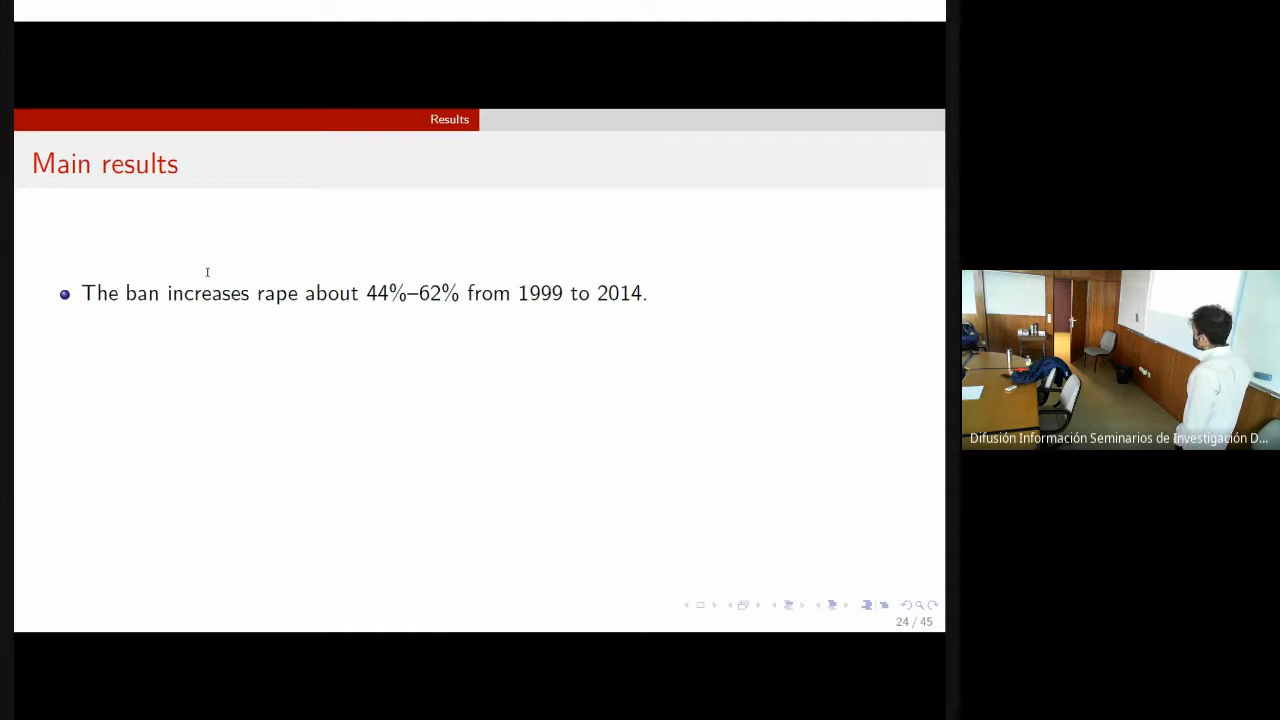 Results
Main results
The ban increases rape about 44%–62% from 1999 to 2014.
24 / 45
Difusión Información Seminarios de Investigación D...